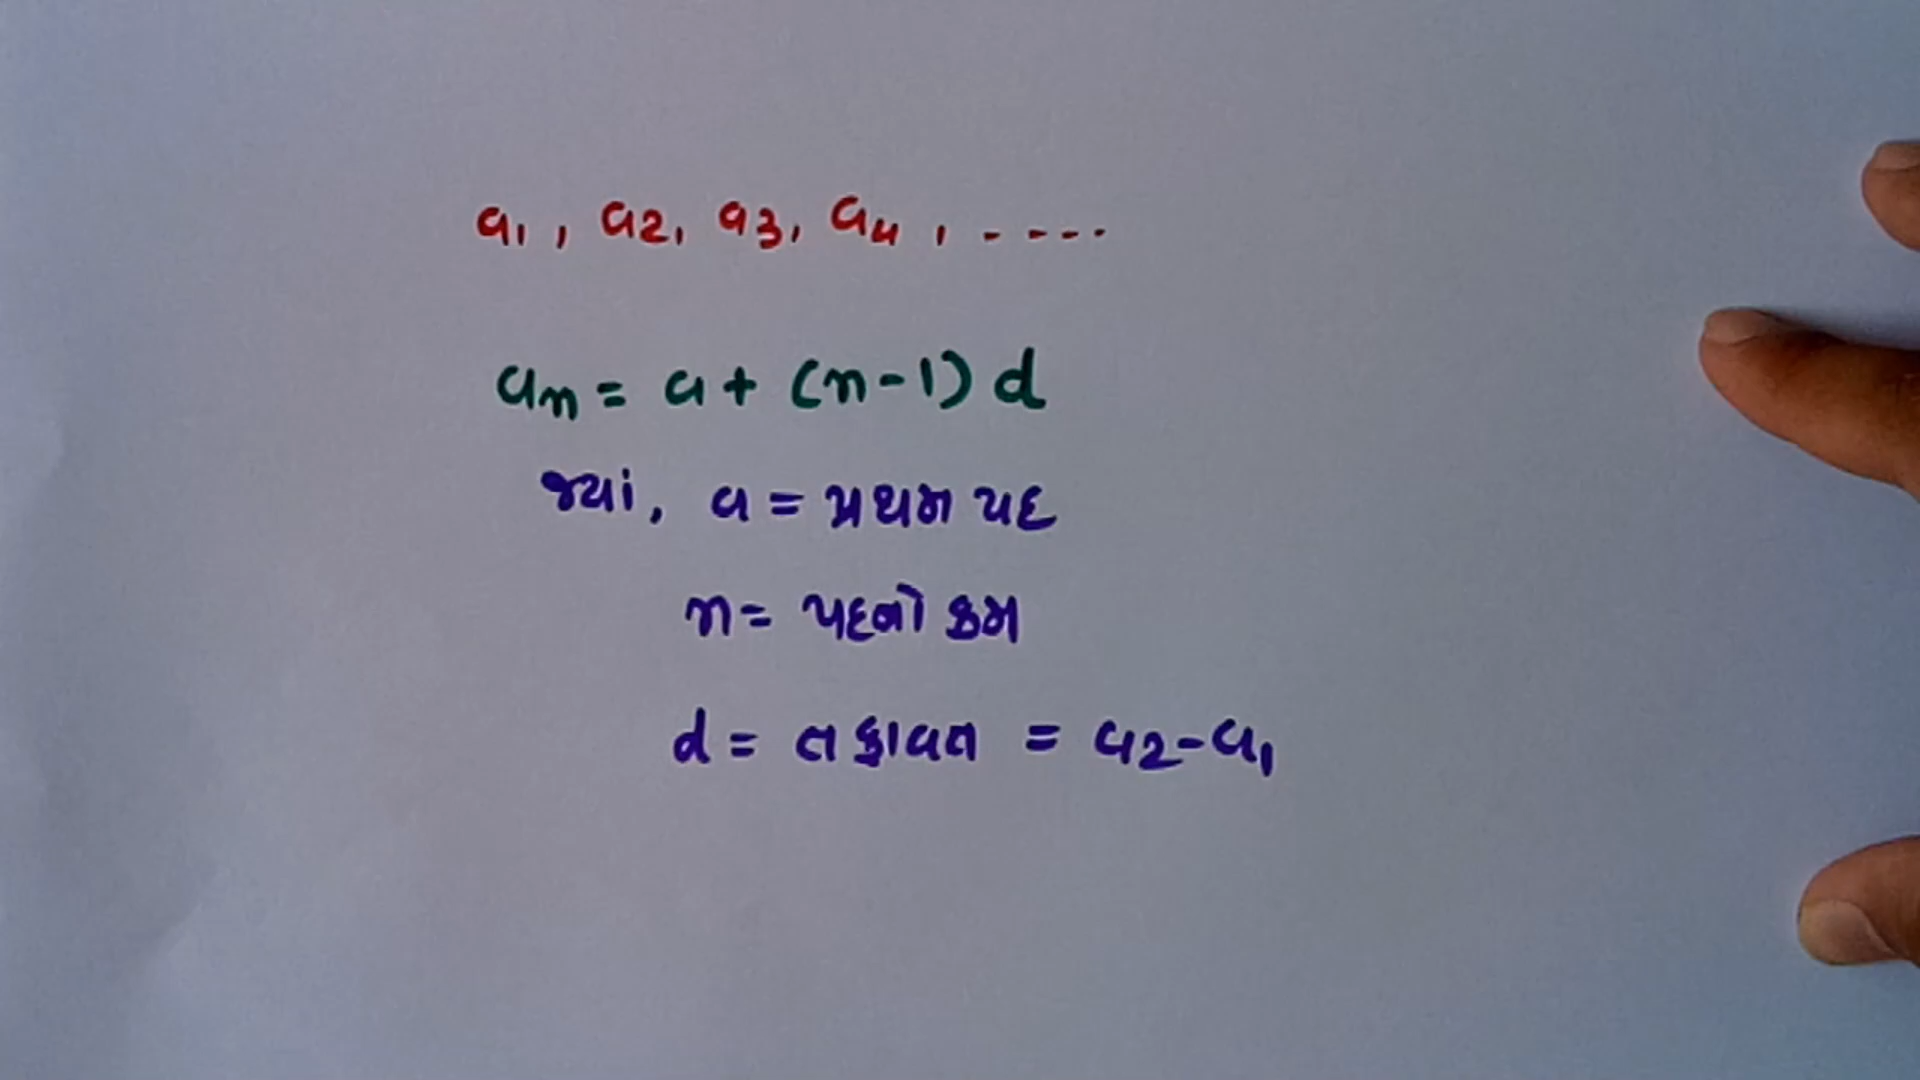 a₁, a₂, a₃, a₄, .....
aₙ = a + (n-1) d
જ્યાં, a = પ્રથમ પદ
n = પદનો ક્રમ
d = તફાવત = a₂-a₁